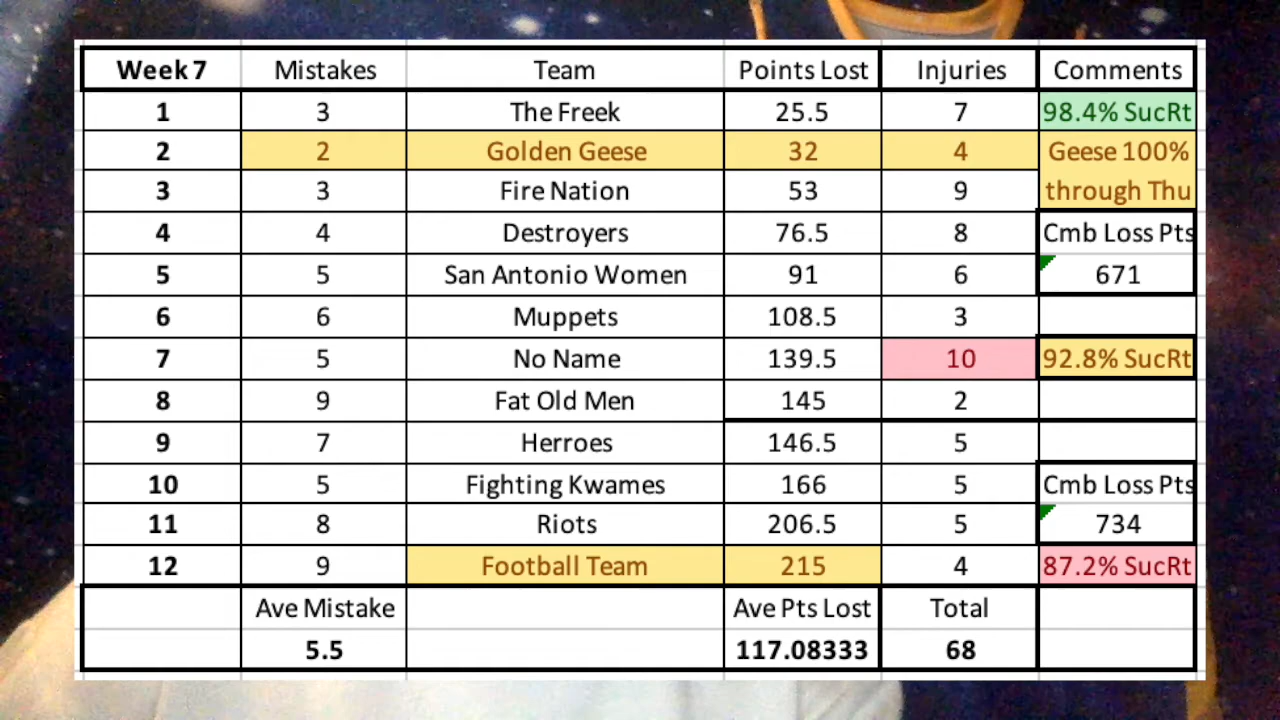 Week 7 Mistakes Team Points Lost Injuries Comments
1 3 The Freek 25.5 7 98.4% SucRt
2 2 Golden Geese 32 4 Geese 100%
3 3 Fire Nation 53 9 through Thu
4 4 Destroyers 76.5 8 Cmb Loss Pts
5 5 San Antonio Women 91 6 671
6 6 Muppets 108.5 3
7 5 No Name 139.5 10 92.8% SucRt
8 9 Fat Old Men 145 2
9 7 Herroes 146.5 5
10 5 Fighting Kwames 166 5 Cmb Loss Pts
11 8 Riots 206.5 5 734
12 9 Football Team 215 4 87.2% SucRt
Ave Mistake Ave Pts Lost Total
5.5 117.08333 68